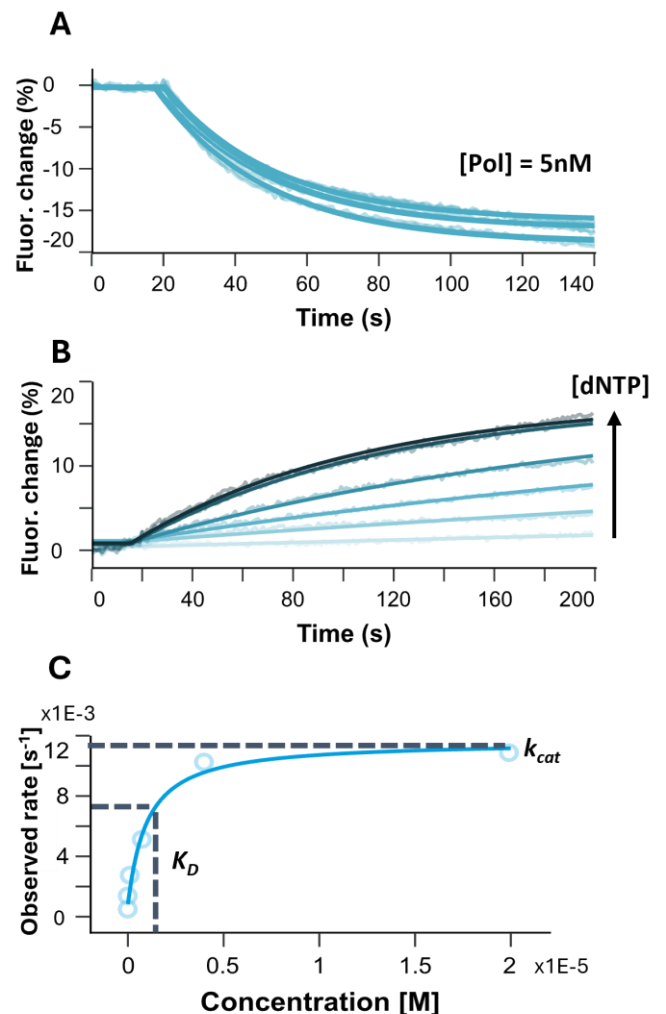 A
Fluor. change (%)
0
-5
-10
-15
-20
[Pol] = 5nM
0 20 40 60 80 100 120 140
Time (s)
B
Fluor. change (%)
20
10
0
[dNTP]
0 40 80 120 160 200
Time (s)
C
x1E-3
Observed rate [s⁻¹]
12
8
4
0
k_cat
K_D
0 0.5 1 1.5 2 x1E-5
Concentration [M]